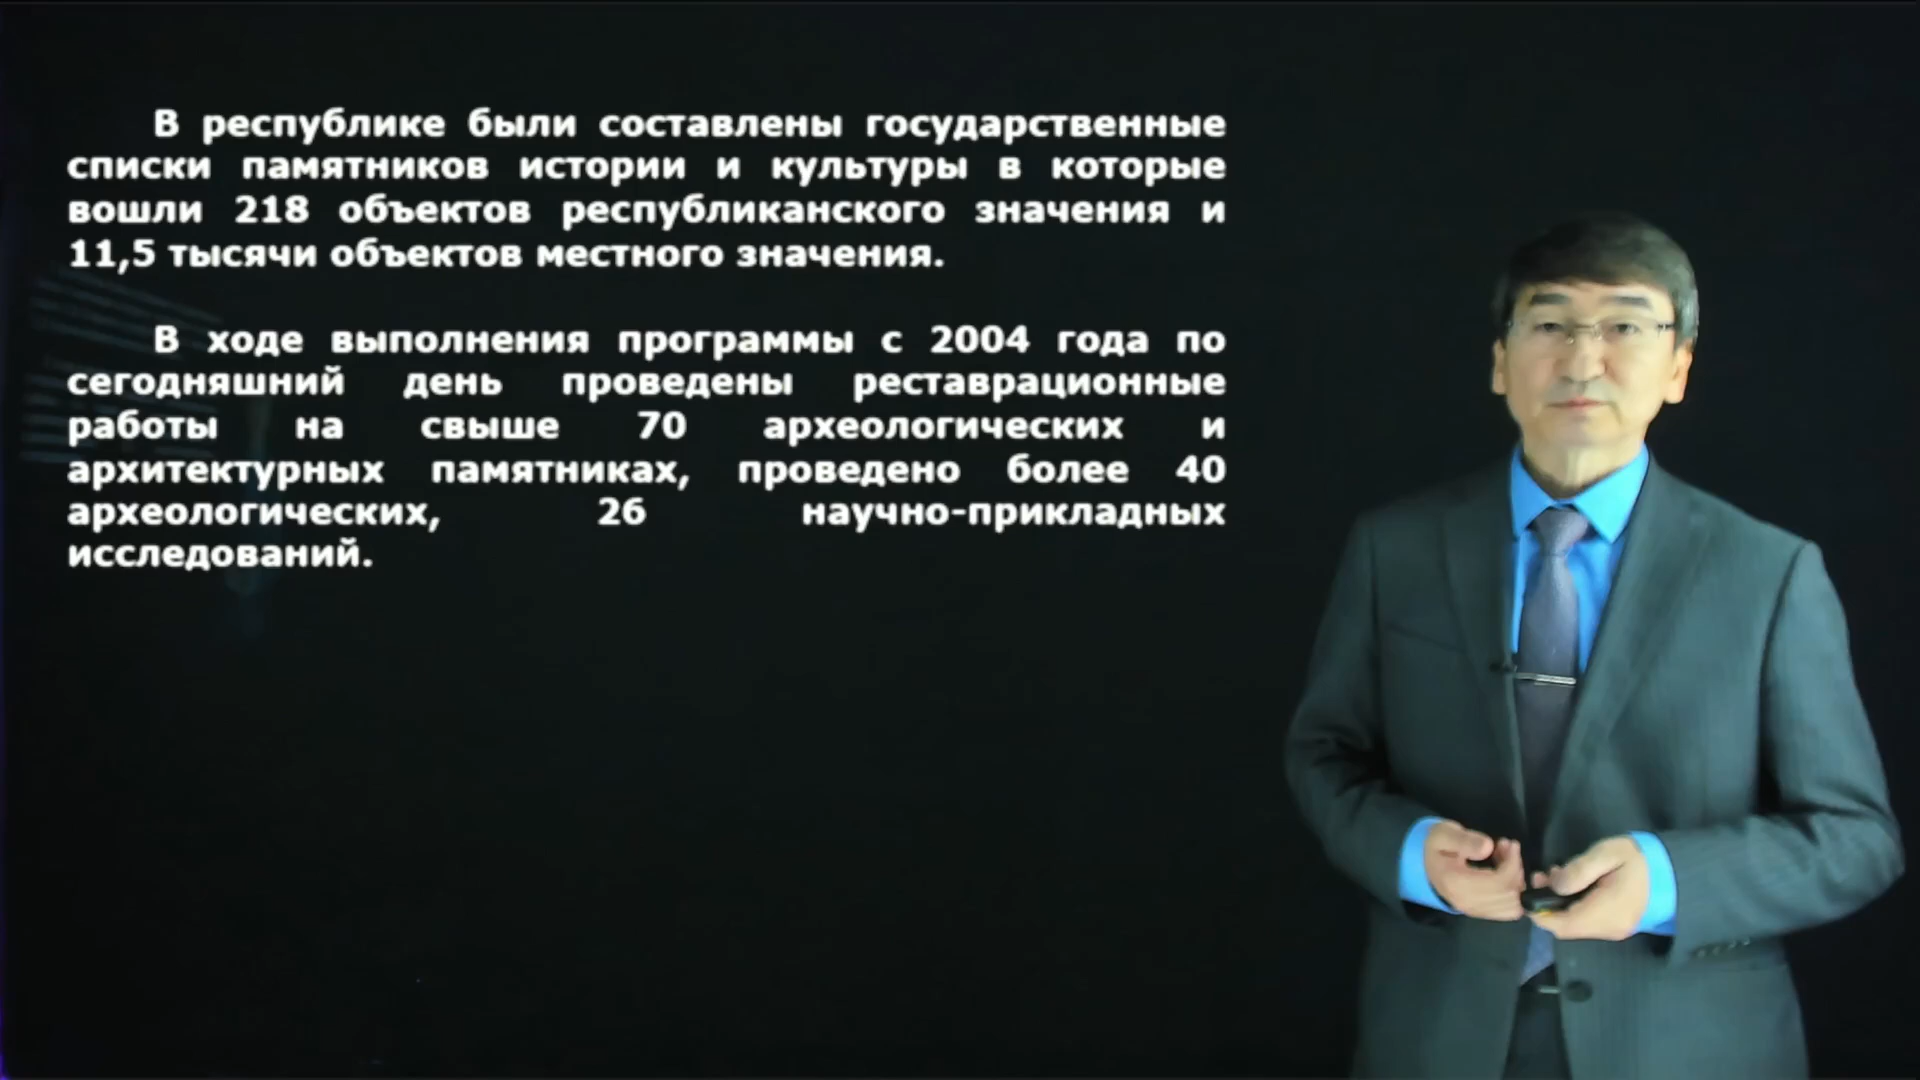 В республике были составлены государственные
списки памятников истории и культуры в которые
вошли 218 объектов республиканского значения и
11,5 тысячи объектов местного значения.
В ходе выполнения программы с 2004 года по
сегодняшний день проведены реставрационные
работы на свыше 70 археологических и
архитектурных памятниках, проведено более 40
археологических, 26 научно-прикладных
исследований.